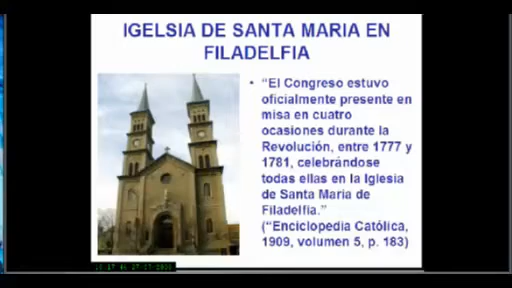 IGELSIA DE SANTA MARIA EN
FILADELFIA
• “El Congreso estuvo
oficialmente presente en
misa en cuatro
ocasiones durante la
Revolución, entre 1777 y
1781, celebrándose
todas ellas en la Iglesia
de Santa Maria de
Filadelfia.”
(“Enciclopedia Católica,
1909, volumen 5, p. 183)